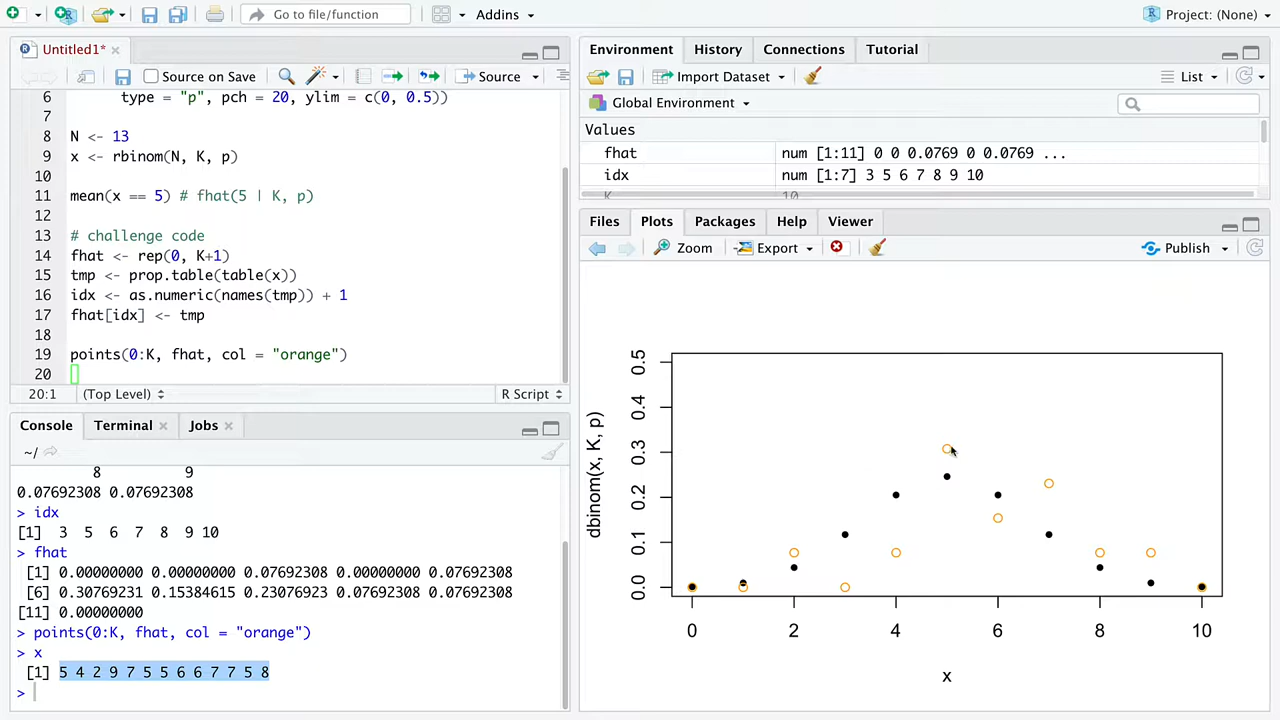 Go to file/function
Addins
Project: (None)
Untitled1*
Source on Save
Source
6 type = "p", pch = 20, ylim = c(0, 0.5))
7
8 N <- 13
9 x <- rbinom(N, K, p)
10
11 mean(x == 5) # fhat(5 | K, p)
12
13 # challenge code
14 fhat <- rep(0, K+1)
15 tmp <- prop.table(table(x))
16 idx <- as.numeric(names(tmp)) + 1
17 fhat[idx] <- tmp
18
19 points(0:K, fhat, col = "orange")
20
20:1 (Top Level) R Script
Console Terminal Jobs
~/
8 9
0.07692308 0.07692308
> idx
[1] 3 5 6 7 8 9 10
> fhat
[1] 0.00000000 0.00000000 0.07692308 0.00000000 0.07692308
[6] 0.30769231 0.15384615 0.23076923 0.07692308 0.07692308
[11] 0.00000000
> points(0:K, fhat, col = "orange")
> x
[1] 5 4 2 9 7 5 5 6 6 7 7 5 8
>
Environment History Connections Tutorial
Import Dataset List
Global Environment
Values
fhat num [1:11] 0 0 0.0769 0 0.0769 ...
idx num [1:7] 3 5 6 7 8 9 10
K 10
Files Plots Packages Help Viewer
Zoom Export Publish
dbinom(x, K, p)
0.5
0.4
0.3
0.2
0.1
0.0
0 2 4 6 8 10
x